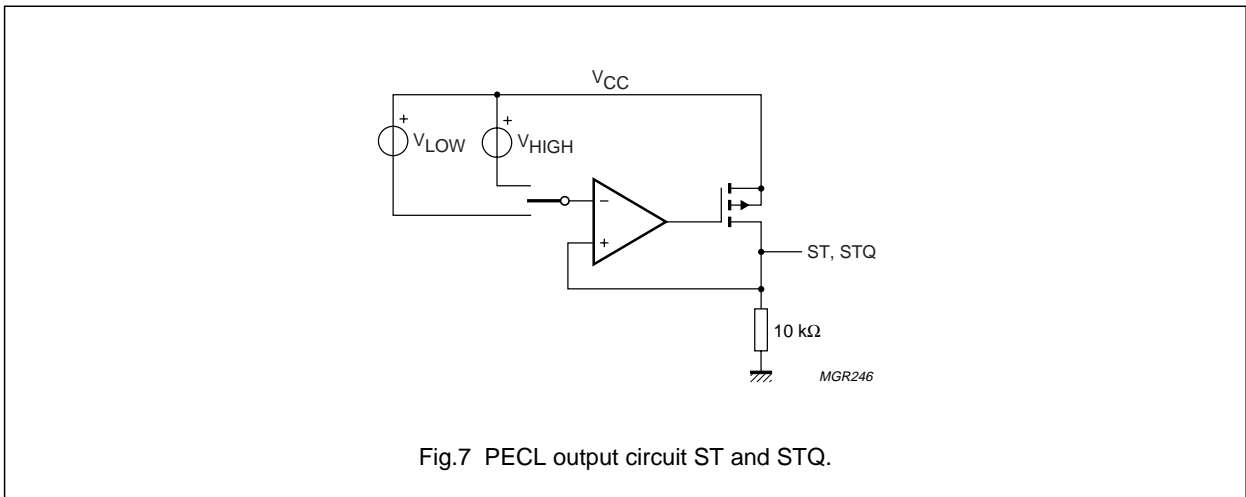 VCC
+ +
VLOW VHIGH
−
+
ST, STQ
10 kΩ
MGR246
Fig.7 PECL output circuit ST and STQ.